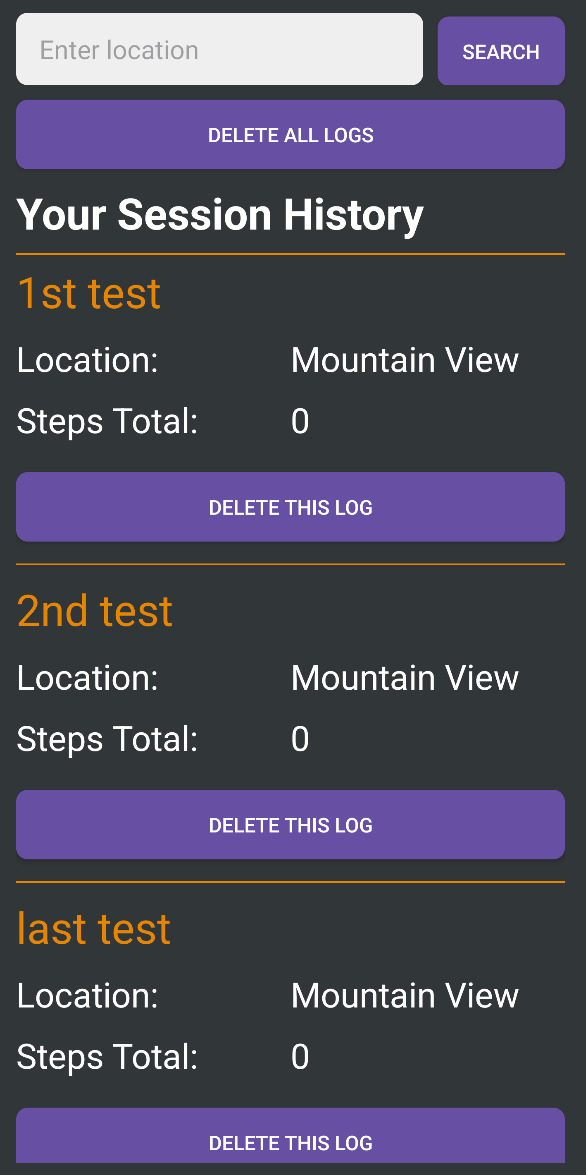 Enter location SEARCH
DELETE ALL LOGS
Your Session History
1st test
Location: Mountain View
Steps Total: 0
DELETE THIS LOG
2nd test
Location: Mountain View
Steps Total: 0
DELETE THIS LOG
last test
Location: Mountain View
Steps Total: 0
DELETE THIS LOG